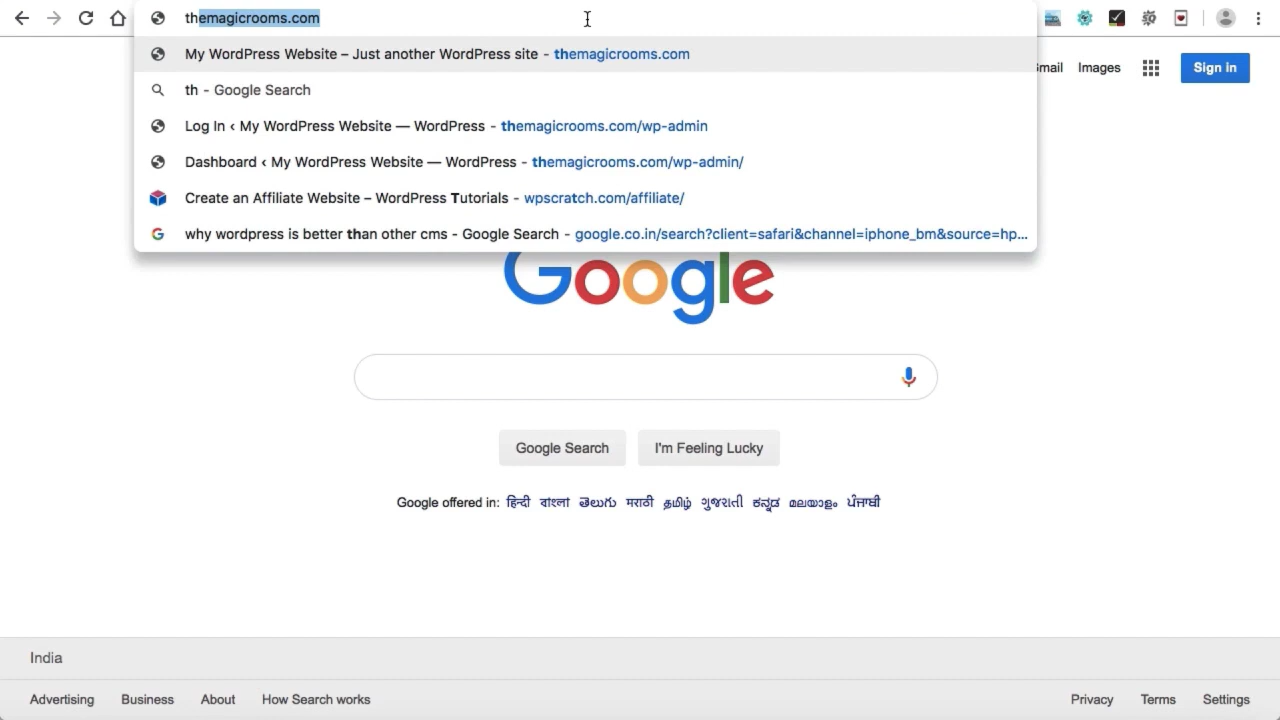 themagicrooms.com
My WordPress Website – Just another WordPress site - themagicrooms.com
th - Google Search
Log In ‹ My WordPress Website — WordPress - themagicrooms.com/wp-admin
Dashboard ‹ My WordPress Website — WordPress - themagicrooms.com/wp-admin/
Create an Affiliate Website – WordPress Tutorials - wpscratch.com/affiliate/
why wordpress is better than other cms - Google Search - google.co.in/search?client=safari&channel=iphone_bm&source=hp...
Images Sign in
Google
Google Search I'm Feeling Lucky
Google offered in: हिन्दी বাংলা తెలుగు मराठी தமிழ் ગુજરાતી ಕನ್ನಡ മലയാളം ਪੰਜਾਬੀ
India
Advertising Business About How Search works Privacy Terms Settings